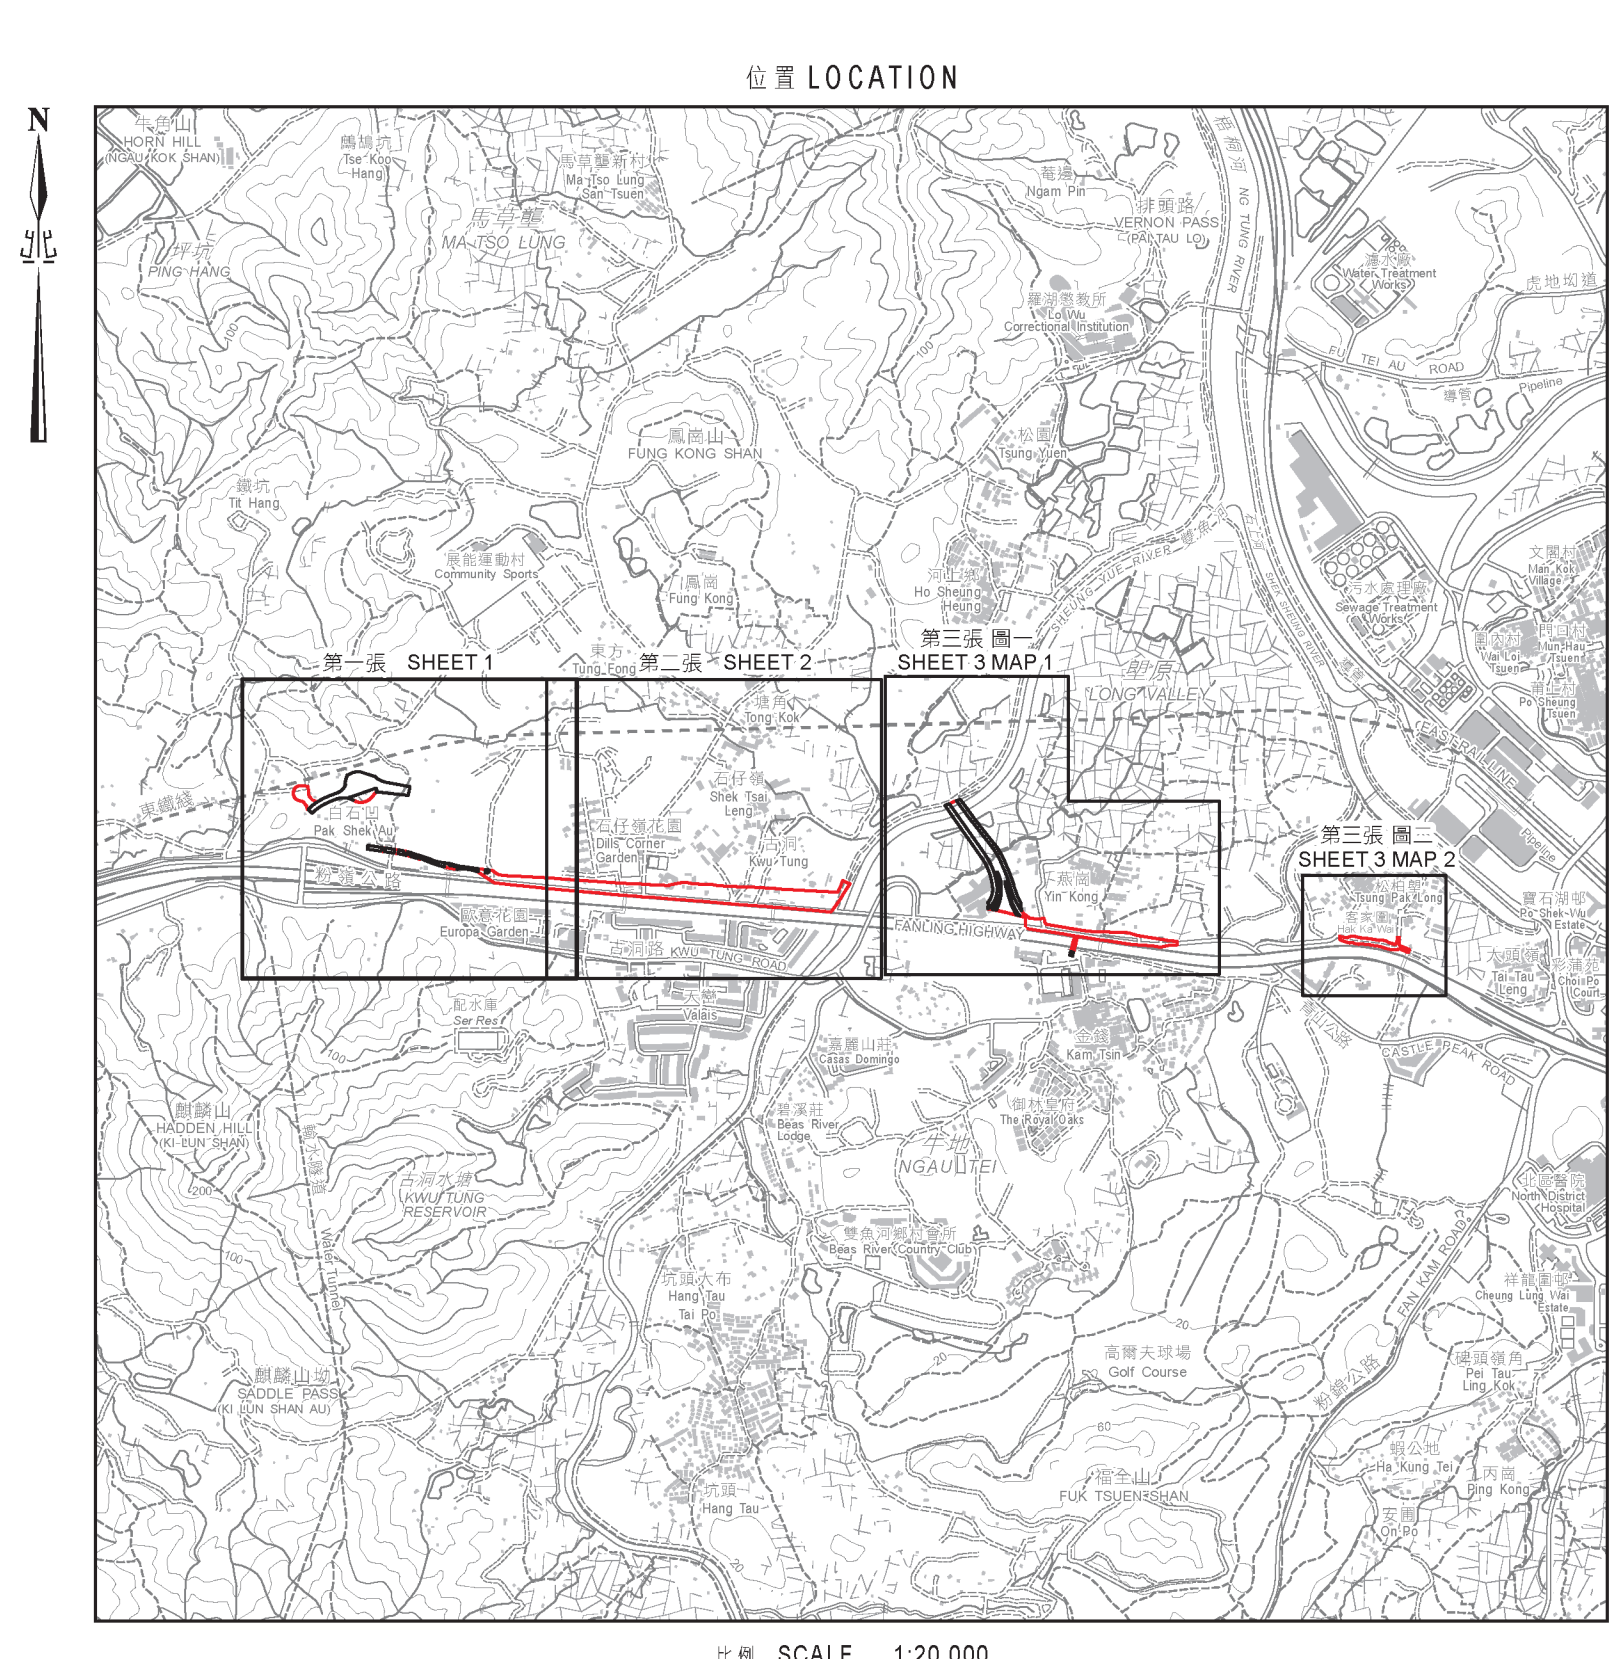 位置 LOCATION
N
北
牛角山
HORN HILL
(NGAU KOK SHAN)
鷓鴣坑
Tse Koo
Hang
馬草壟新村
Ma Tso Lung
San Tsuen
馬草壟
MA TSO LUNG
坪坑
PING HANG
菴邊
Ngam Pin
排頭路
VERNON PASS
(PAI TAU LO)
梧桐河 NG TUNG RIVER
濾水廠
Water Treatment
Works
虎地坳道
FU TEI AU ROAD
導管 Pipeline
羅湖懲教所
Lo Wu
Correctional Institution
100
100
鳳崗山
FUNG KONG SHAN
松園
Tsung Yuen
鐵坑
Tit Hang
展能運動村
Community Sports
鳳崗
Fung Kong
河上鄉
Ho Sheung
Heung
SHEUNG YUE RIVER 雙魚河
石上河
SHEK SHEUNG RIVER
污水處理廠
Sewage Treatment
Works
文閣村
Man Kok
Village
圍內村
Wai Loi
Tsuen
門口村
Mun Hau
Tsuen
莆上村
Po Sheung
Tsuen
導管
東方
Tung Fong
第一張 SHEET 1
第二張 SHEET 2
第三張 圖一
SHEET 3 MAP 1
塱原
LONG VALLEY
塘角
Tong Kok
石仔嶺
Shek Tsai
Leng
東鐵綫
EAST RAIL LINE
Pipeline
白石凹
Pak Shek Au
石仔嶺花園
Dills Corner
Garden
古洞
Kwu Tung
燕崗
Yin Kong
第三張 圖二
SHEET 3 MAP 2
松柏塱
Tsung Pak Long
客家圍
Hak Ka Wai
寶石湖邨
Po Shek Wu
Estate
粉嶺公路
FANLING HIGHWAY
歐意花園
Europa Garden
古洞路 KWU TUNG ROAD
大頭嶺
Tai Tau
Leng
彩蒲苑
Choi Po
Court
配水庫
Ser Res
大巒
Valais
嘉麗山莊
Casas Domingo
金錢
Kam Tsin
青山公路
CASTLE PEAK ROAD
100
麒麟山
HADDEN HILL
(KI LUN SHAN)
輸水隧道
Water Tunnel
200
100
古洞水塘
KWU TUNG
RESERVOIR
碧溪莊
Beas River
Lodge
御林皇府
The Royal Oaks
牛地
NGAU TEI
北區醫院
North District
Hospital
雙魚河鄉村會所
Beas River Country Club
坑頭大布
Hang Tau
Tai Po
祥龍圍邨
Cheung Lung Wai
Estate
FAN KAM ROAD
粉錦公路
20
20
高爾夫球場
Golf Course
碑頭嶺角
Pei Tau
Ling Kok
麒麟山坳
SADDLE PASS
(KI LUN SHAN AU)
60
蝦公地
Ha Kung Tei
丙崗
Ping Kong
福全山
FUK TSUEN SHAN
坑頭
Hang Tau
安圃
On Po
20
比例 SCALE 1:20 000